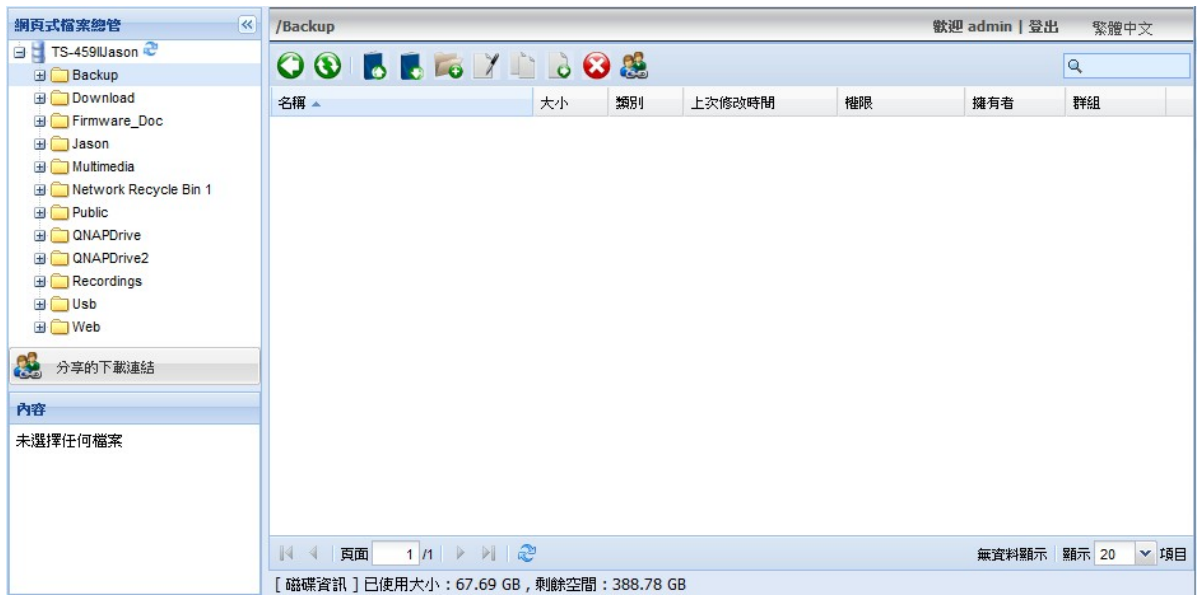 網頁式檔案總管
TS-459IIJason
Backup
Download
Firmware_Doc
Jason
Multimedia
Network Recycle Bin 1
Public
QNAPDrive
QNAPDrive2
Recordings
Usb
Web
分享的下載連結
內容
未選擇任何檔案
/Backup 歡迎 admin | 登出 繁體中文
名稱 大小 類別 上次修改時間 權限 擁有者 群組
頁面 1 /1 無資料顯示 顯示 20 項目
[ 磁碟資訊 ] 已使用大小：67.69 GB , 剩餘空間：388.78 GB